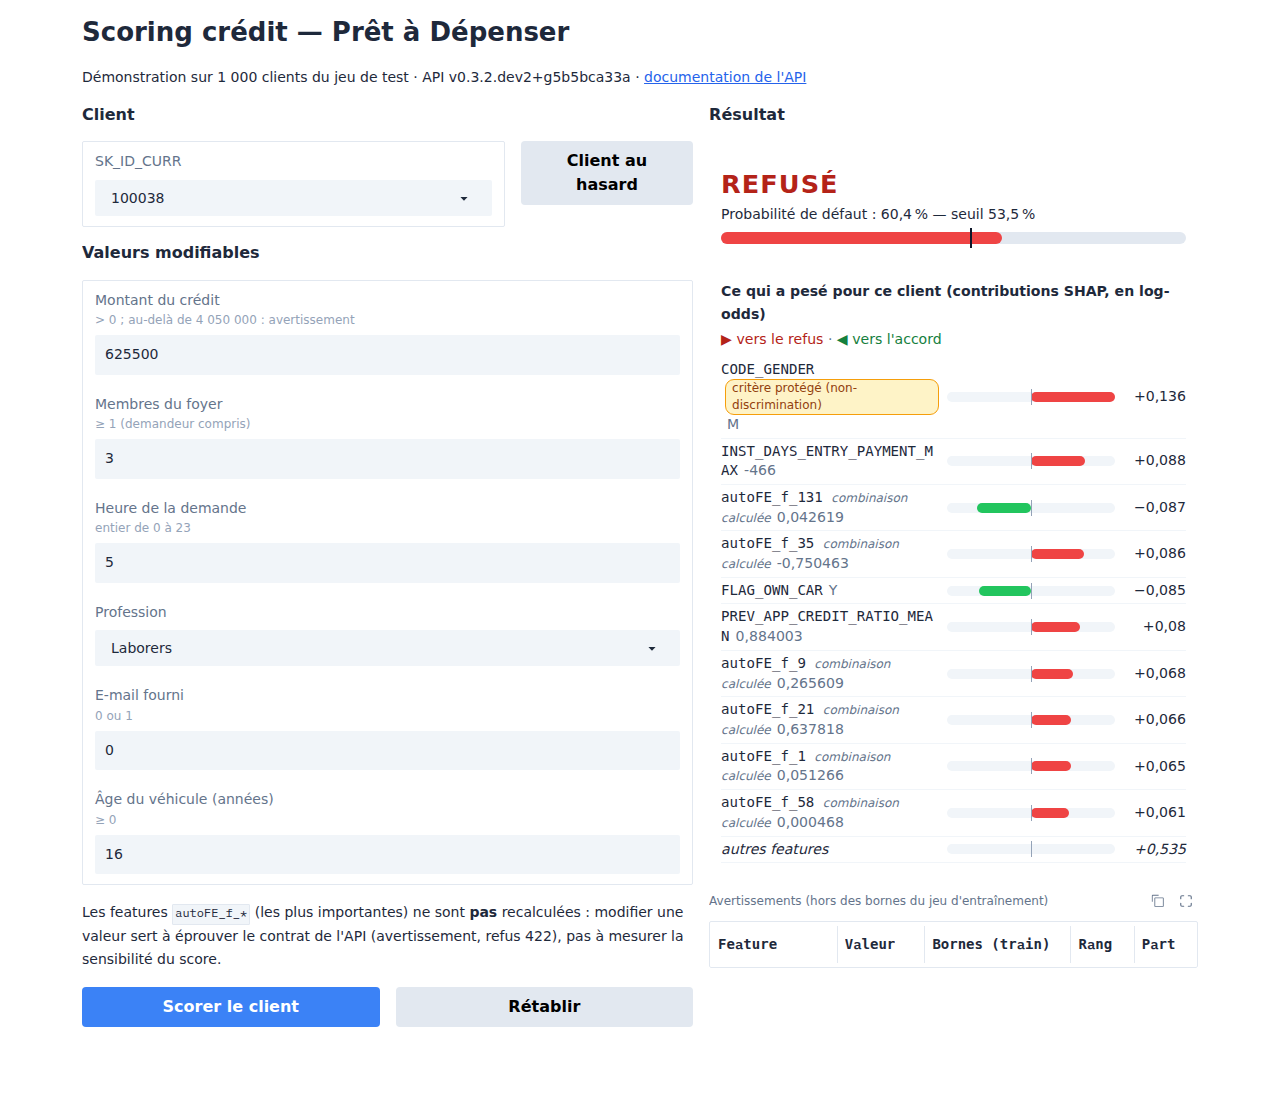 Scoring crédit — Prêt à Dépenser
Démonstration sur 1 000 clients du jeu de test · API v0.3.2.dev2+g5b5bca33a · documentation de l'API
Client
SK_ID_CURR
100038
Client au
hasard
Valeurs modifiables
Montant du crédit
> 0 ; au-delà de 4 050 000 : avertissement
625500
Membres du foyer
≥ 1 (demandeur compris)
3
Heure de la demande
entier de 0 à 23
5
Profession
Laborers
E-mail fourni
0 ou 1
0
Âge du véhicule (années)
≥ 0
16
Les features autoFE_f_* (les plus importantes) ne sont pas recalculées : modifier une
valeur sert à éprouver le contrat de l'API (avertissement, refus 422), pas à mesurer la
sensibilité du score.
Scorer le client
Rétablir
Résultat
REFUSÉ
Probabilité de défaut : 60,4 % — seuil 53,5 %
Ce qui a pesé pour ce client (contributions SHAP, en log-
odds)
▶ vers le refus · ◀ vers l'accord
CODE_GENDER
critère protégé (non-
discrimination)
M
+0,136
INST_DAYS_ENTRY_PAYMENT_M
AX -466
+0,088
autoFE_f_131 combinaison
calculée 0,042619
−0,087
autoFE_f_35 combinaison
calculée -0,750463
+0,086
FLAG_OWN_CAR Y
−0,085
PREV_APP_CREDIT_RATIO_MEA
N 0,884003
+0,08
autoFE_f_9 combinaison
calculée 0,265609
+0,068
autoFE_f_21 combinaison
calculée 0,637818
+0,066
autoFE_f_1 combinaison
calculée 0,051266
+0,065
autoFE_f_58 combinaison
calculée 0,000468
+0,061
autres features
+0,535
Avertissements (hors des bornes du jeu d'entraînement)
Feature Valeur Bornes (train) Rang Part